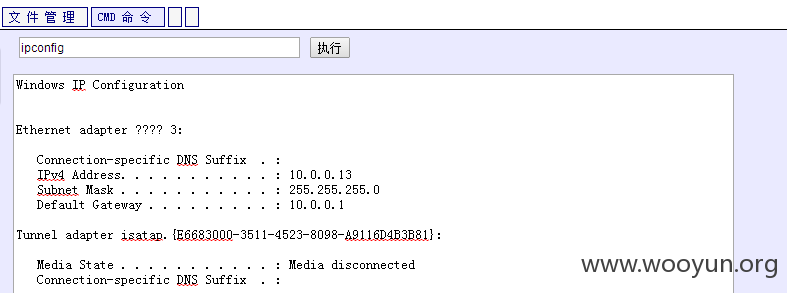 文件管理 CMD命令
ipconfig 执行
Windows IP Configuration
Ethernet adapter ???? 3:
Connection-specific DNS Suffix . :
IPv4 Address. . . . . . . . . . . : 10.0.0.13
Subnet Mask . . . . . . . . . . . : 255.255.255.0
Default Gateway . . . . . . . . . : 10.0.0.1
Tunnel adapter isatap.{E6683000-3511-4523-8098-A9116D4B3B81}:
Media State . . . . . . . . . . . : Media disconnected
Connection-specific DNS Suffix . :
www.wooyun.org